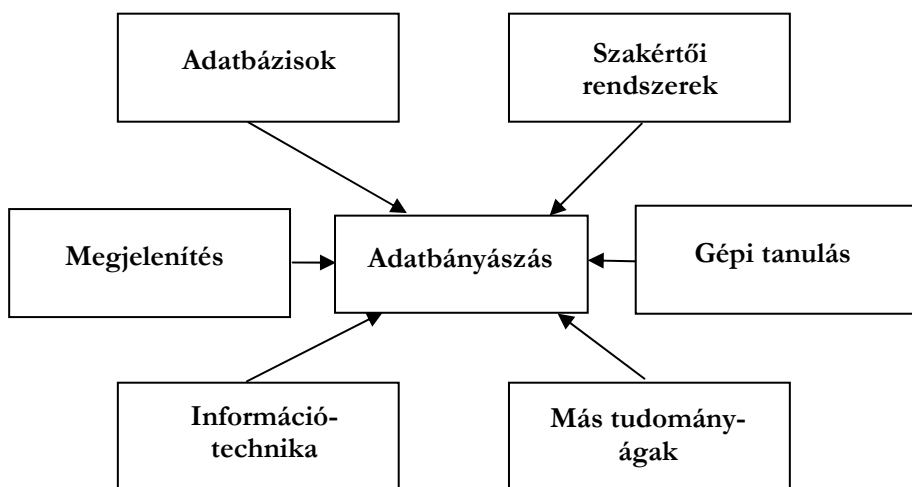 Adatbázisok
Szakértői
rendszerek
Megjelenítés
Adatbányászás
Gépi tanulás
Információ-
technika
Más tudomány-
ágak